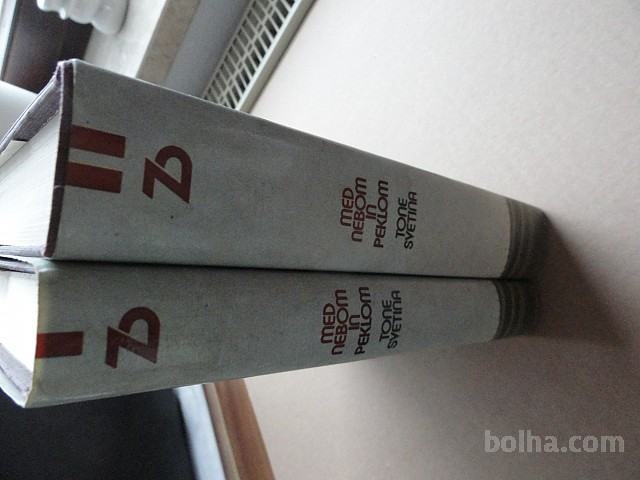 II
ZD
MED
NEBOM
IN
PEKLOM
TONE
SVETINA
I
ZD
MED
NEBOM
IN
PEKLOM
TONE
SVETINA
bolha.com